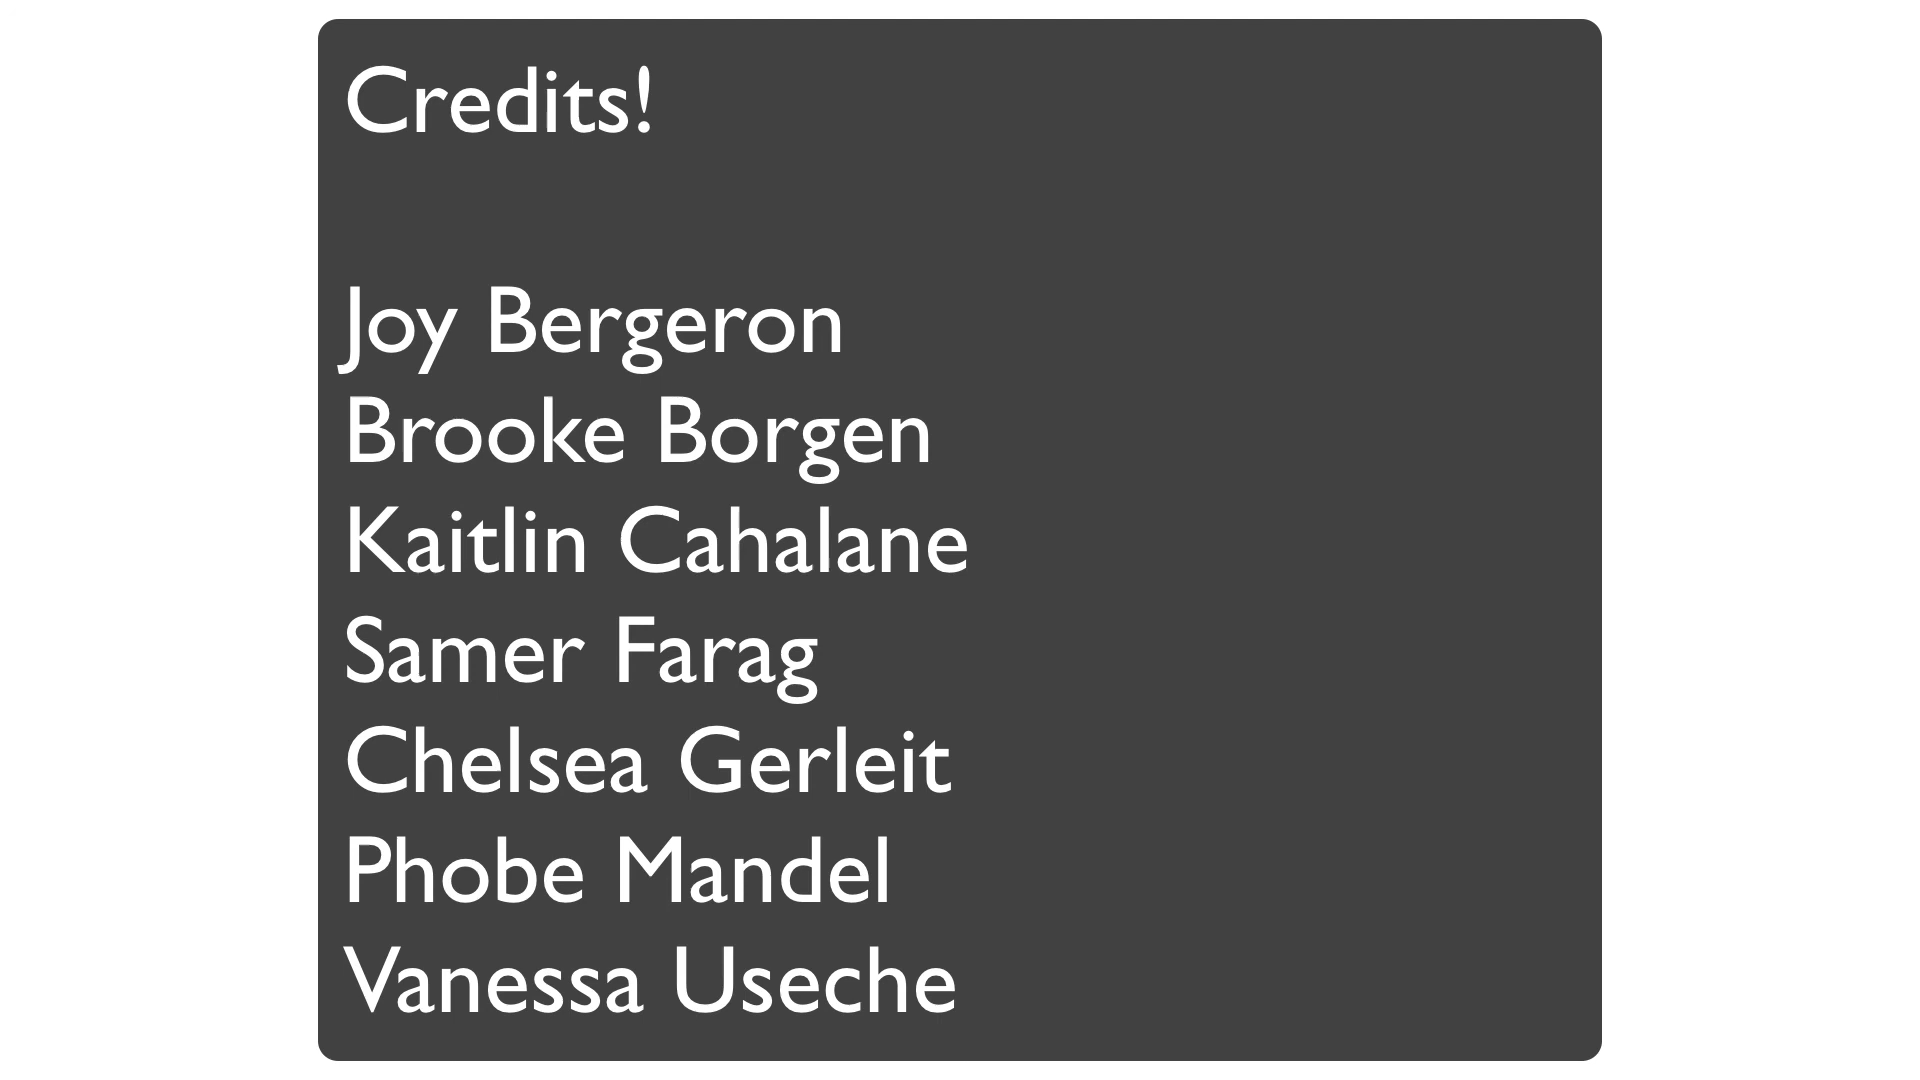 Credits!
Joy Bergeron
Brooke Borgen
Kaitlin Cahalane
Samer Farag
Chelsea Gerleit
Phobe Mandel
Vanessa Useche